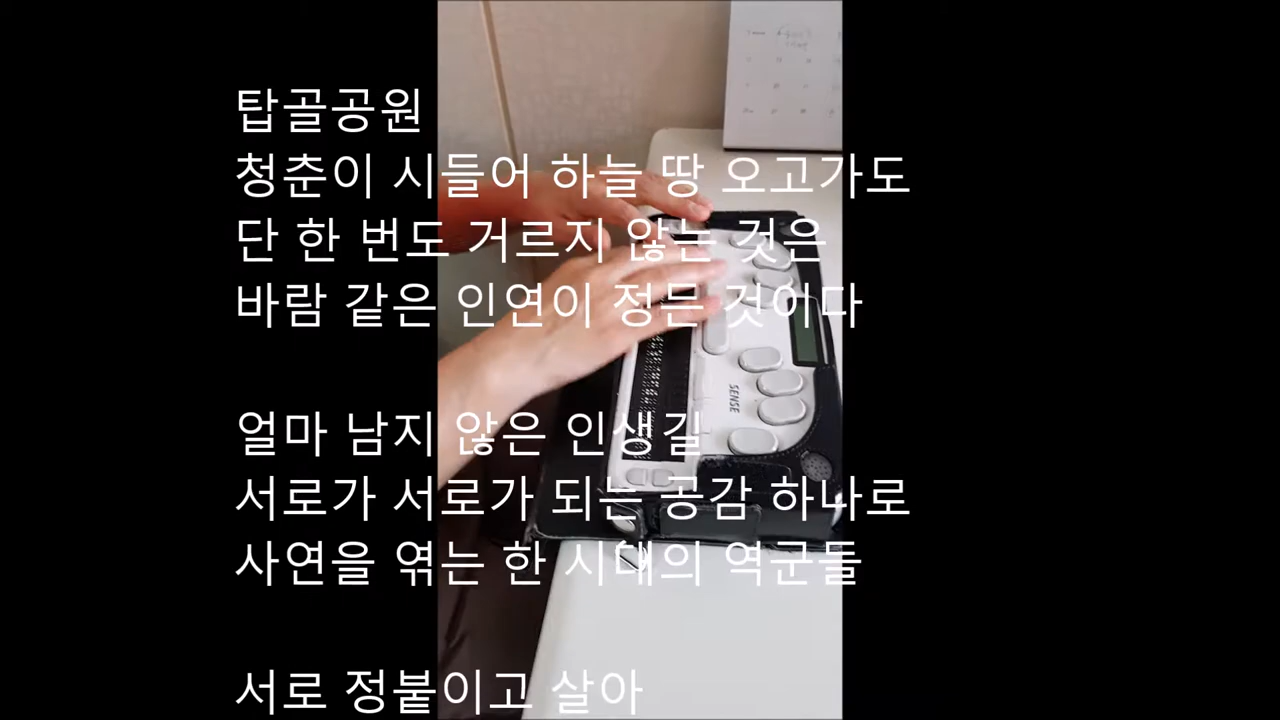 탑골공원
청춘이 시들어 하늘 땅 오고가도
단 한 번도 거르지 않는 것은
바람 같은 인연이 정든 것이다
얼마 남지 않은 인생길
서로가 서로가 되는 공감 하나로
사연을 엮는 한 시대의 역군들
서로 정붙이고 살아
SENSE